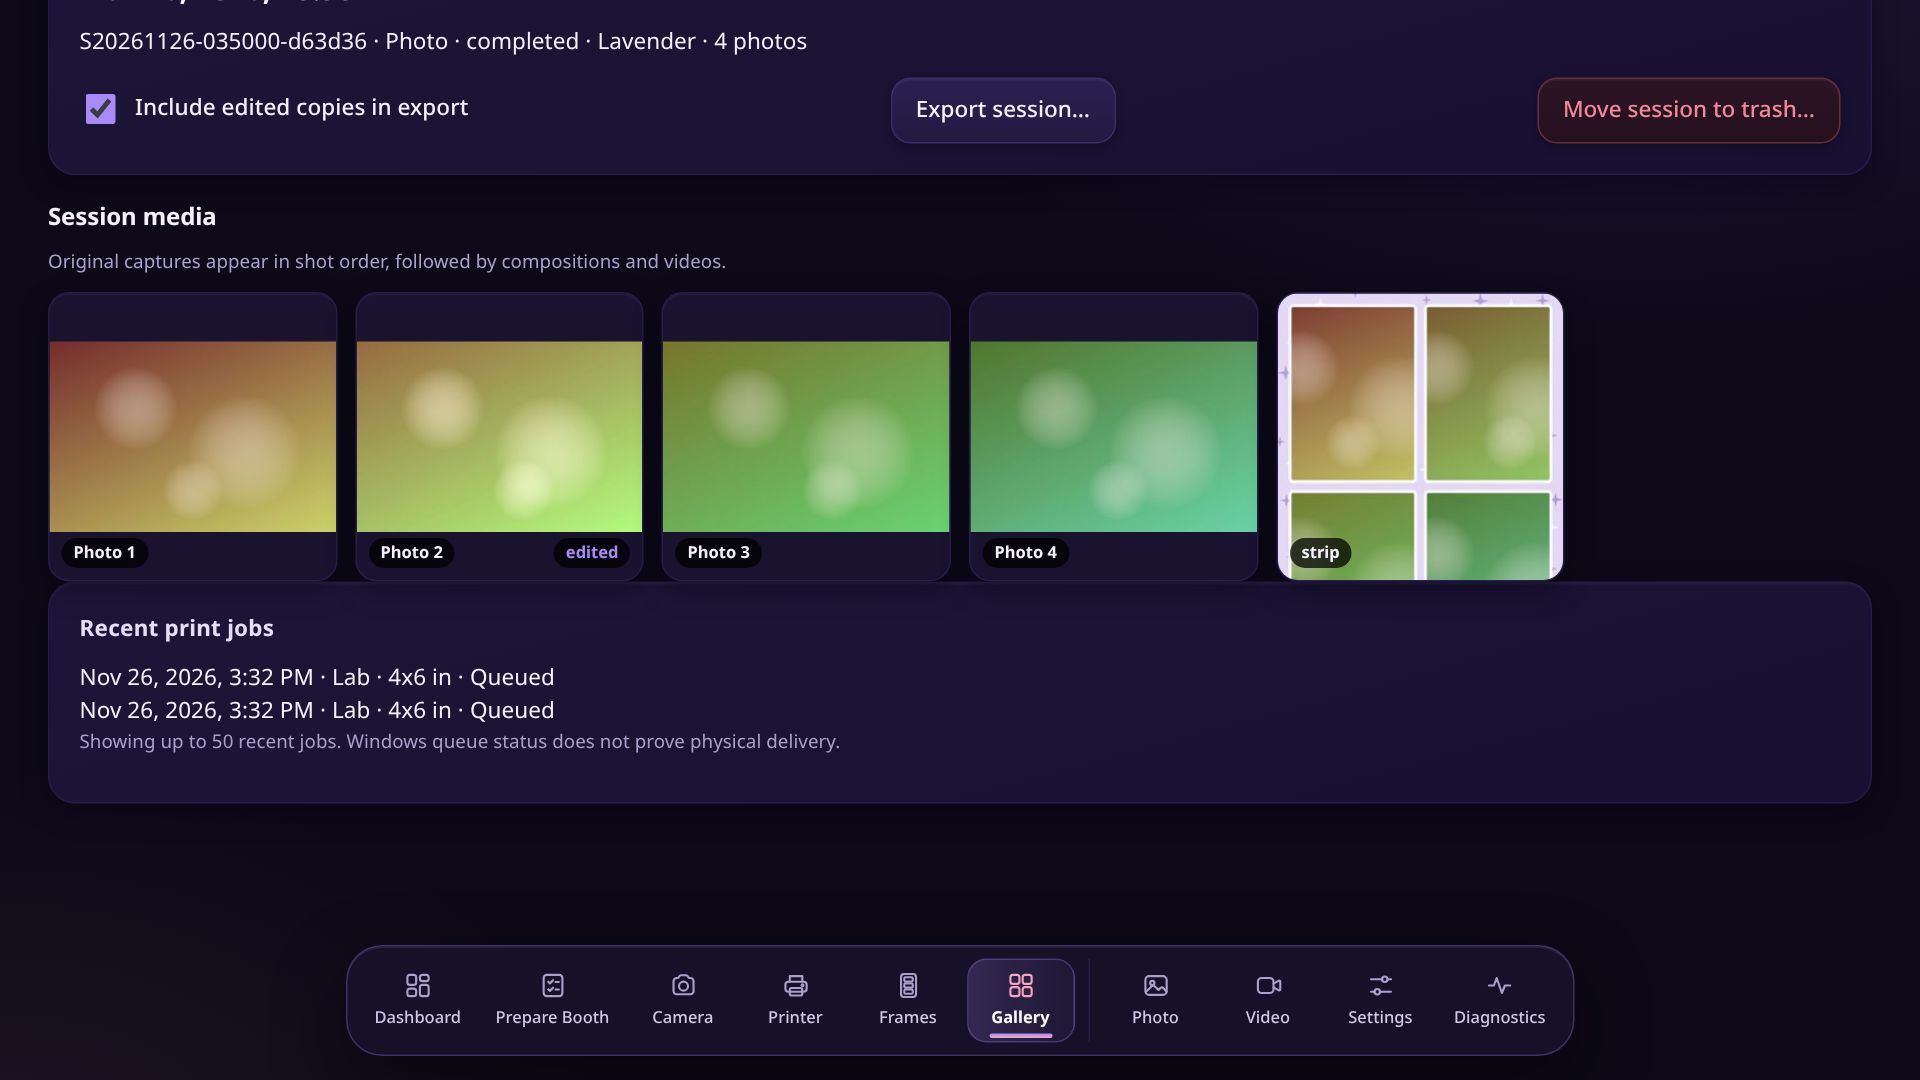 S20261126-035000-d63d36 · Photo · completed · Lavender · 4 photos
Include edited copies in export
Export session...
Move session to trash...
Session media
Original captures appear in shot order, followed by compositions and videos.
Photo 1
Photo 2
edited
Photo 3
Photo 4
strip
Recent print jobs
Nov 26, 2026, 3:32 PM · Lab · 4x6 in · Queued
Nov 26, 2026, 3:32 PM · Lab · 4x6 in · Queued
Showing up to 50 recent jobs. Windows queue status does not prove physical delivery.
Dashboard
Prepare Booth
Camera
Printer
Frames
Gallery
Photo
Video
Settings
Diagnostics